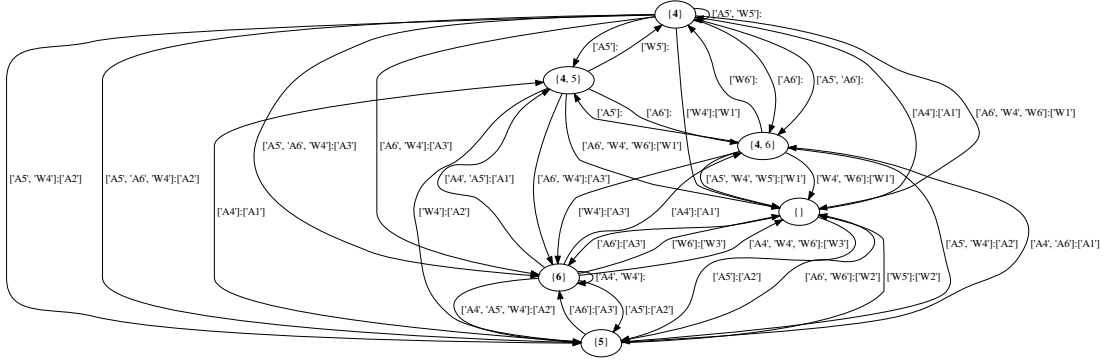 {4}
['A5', 'W5']:
['A5']:
['W5']:
['W6']:
['A6']:
['A5', 'A6']:
{4, 5}
['A5']:
['A6']:
['W4']:['W1']
['A4']:['A1']
['A6', 'W4', 'W6']:['W1']
['A5', 'A6', 'W4']:['A3']
['A6', 'W4']:['A3']
['A6', 'W4', 'W6']:['W1']
{4, 6}
['A5', 'W4']:['A2']
['A5', 'A6', 'W4']:['A2']
['A4', 'A5']:['A1']
['A6', 'W4']:['A3']
['A5', 'W4', 'W5']:['W1']
['W4', 'W6']:['W1']
['A4']:['A1']
['W4']:['A2']
['W4']:['A3']
['A4']:['A1']
{ }
['A6']:['A3']
['W6']:['W3']
['A4', 'W4', 'W6']:['W3']
['A5', 'W4']:['A2']
['A4', 'A6']:['A1']
{6}
['A4', 'W4']:
['A5']:['A2']
['A6', 'W6']:['W2']
['W5']:['W2']
['A4', 'A5', 'W4']:['A2']
['A6']:['A3']
['A5']:['A2']
{5}